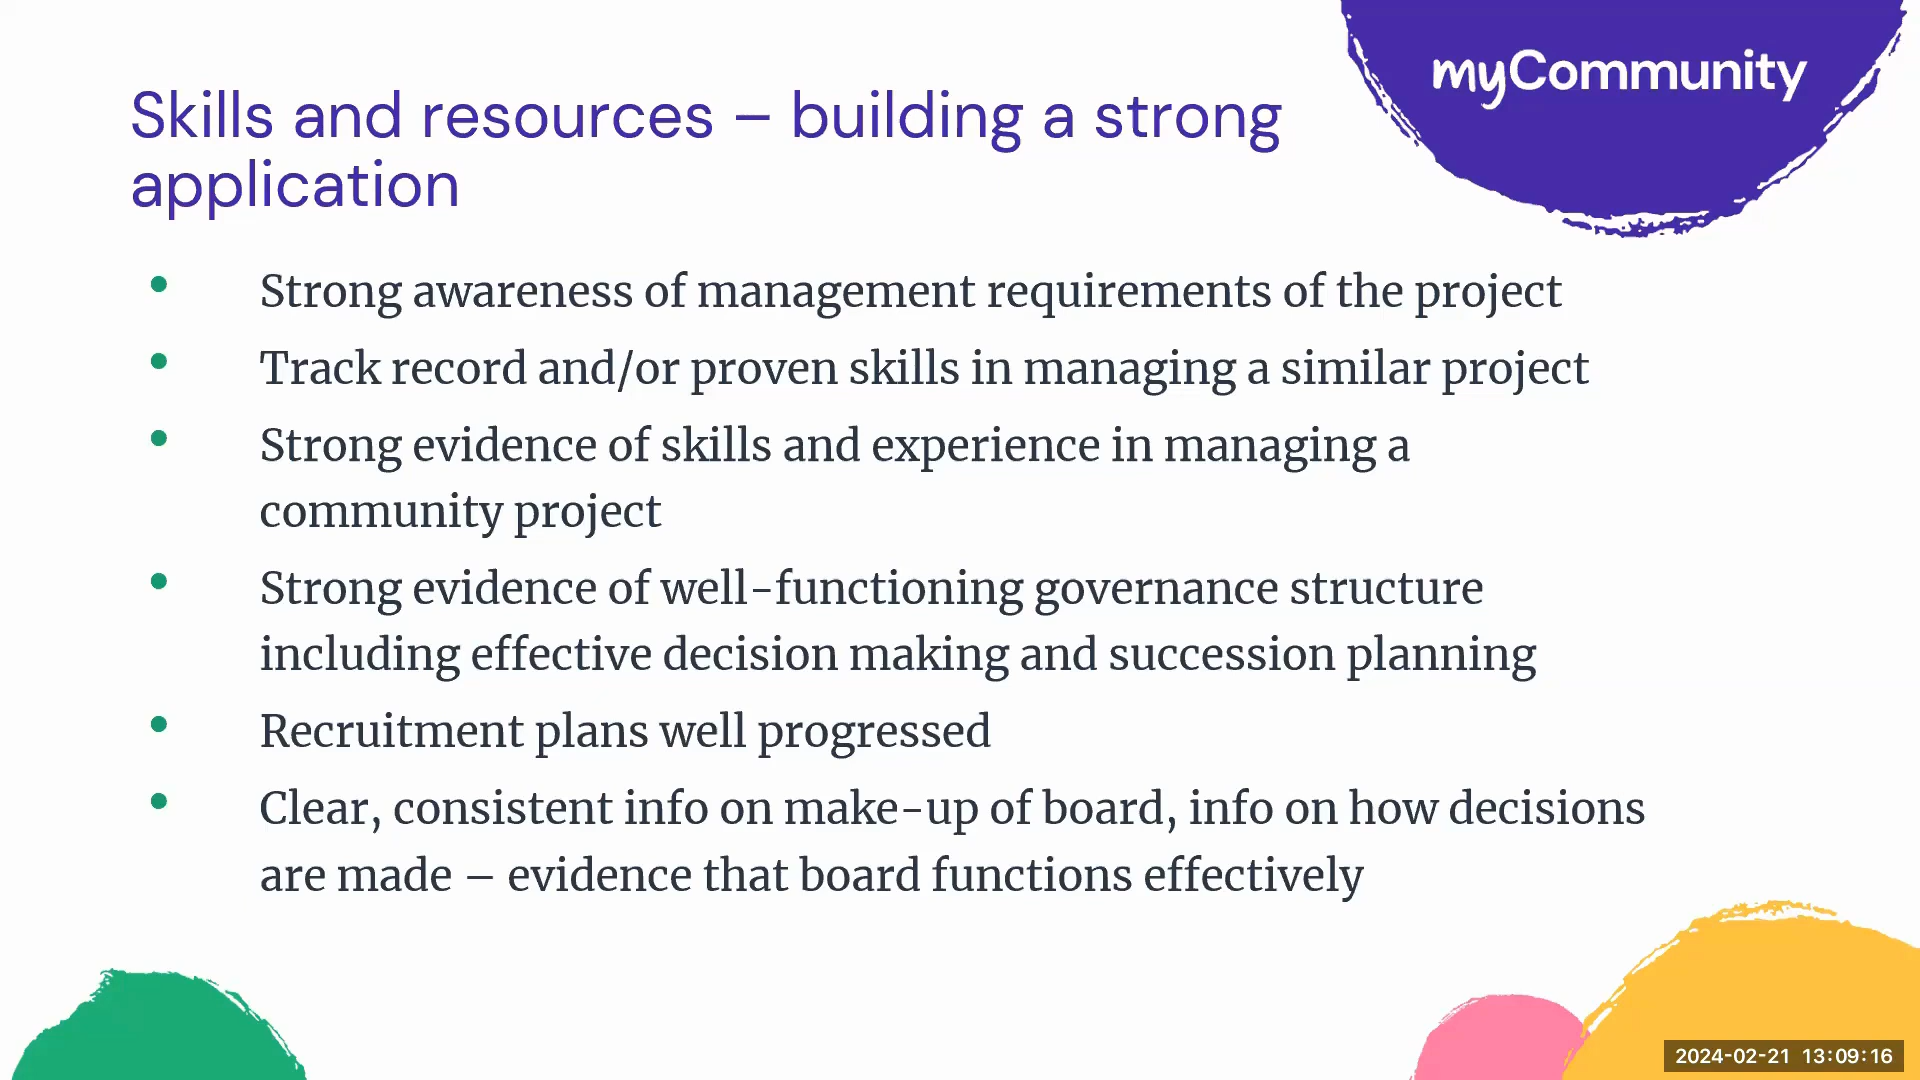 myCommunity
Skills and resources – building a strong
application
• Strong awareness of management requirements of the project
• Track record and/or proven skills in managing a similar project
• Strong evidence of skills and experience in managing a
community project
• Strong evidence of well-functioning governance structure
including effective decision making and succession planning
• Recruitment plans well progressed
• Clear, consistent info on make-up of board, info on how decisions
are made – evidence that board functions effectively
2024-02-21 13:09:16